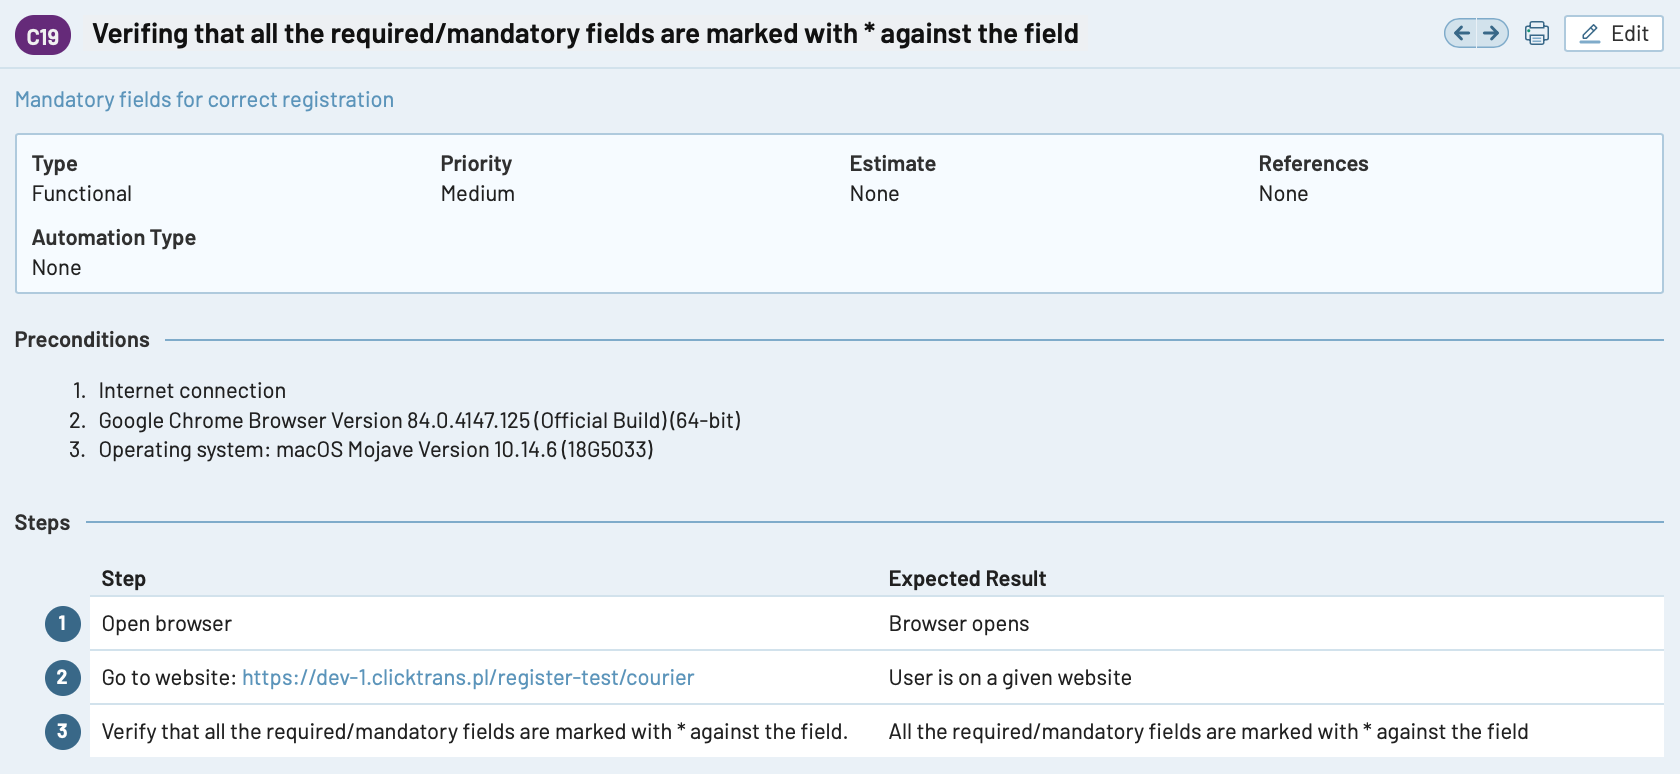 C19 Verifing that all the required/mandatory fields are marked with * against the field Edit
Mandatory fields for correct registration
Type Priority Estimate References
Functional Medium None None
Automation Type
None
Preconditions
1. Internet connection
2. Google Chrome Browser Version 84.0.4147.125 (Official Build) (64-bit)
3. Operating system: macOS Mojave Version 10.14.6 (18G5033)
Steps
Step Expected Result
1 Open browser Browser opens
2 Go to website: https://dev-1.clicktrans.pl/register-test/courier User is on a given website
3 Verify that all the required/mandatory fields are marked with * against the field. All the required/mandatory fields are marked with * against the field